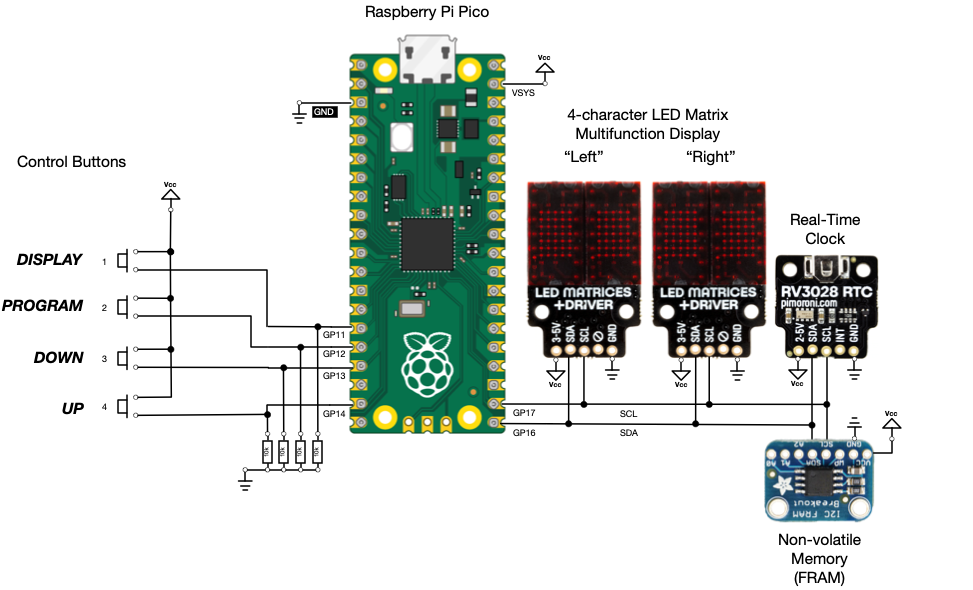 Raspberry Pi Pico
Vcc
VSYS
GND
4-character LED Matrix
Multifunction Display
“Left” “Right”
Control Buttons
Vcc
DISPLAY 1
PROGRAM 2
DOWN 3
UP 4
GP11
GP12
GP13
GP14
10k 10k 10k 10k
LED MATRICES
+DRIVER
3-5V SDA SCL GND
Vcc
LED MATRICES
+DRIVER
3-5V SDA SCL GND
Vcc
Real-Time
Clock
RV3028 RTC
pimoroni.com
2-5V SDA SCL INT GND
Vcc
GP17 SCL
GP16 SDA
Vcc
A0 A1 A2 SDA SCL WP GND VCC
I2C FRAM
Breakout
Non-volatile
Memory
(FRAM)